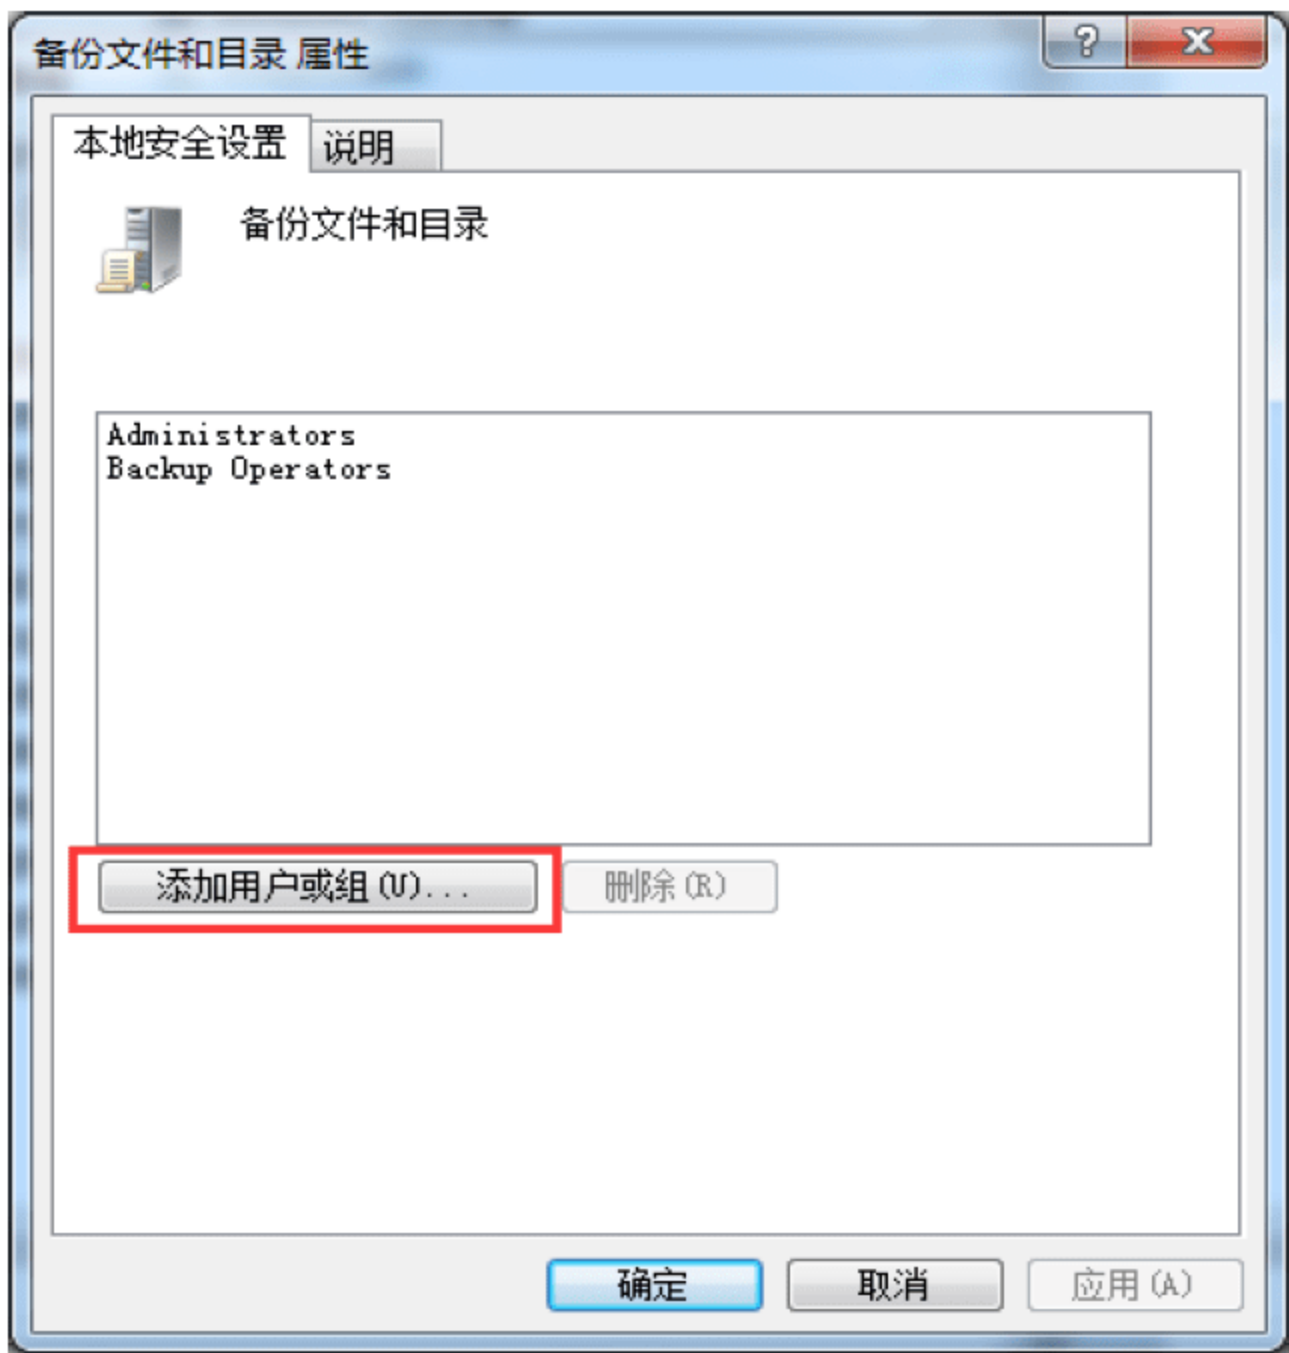 备份文件和目录 属性
?
本地安全设置
说明
备份文件和目录
Administrators
Backup Operators
添加用户或组(U)...
删除(R)
确定
取消
应用(A)